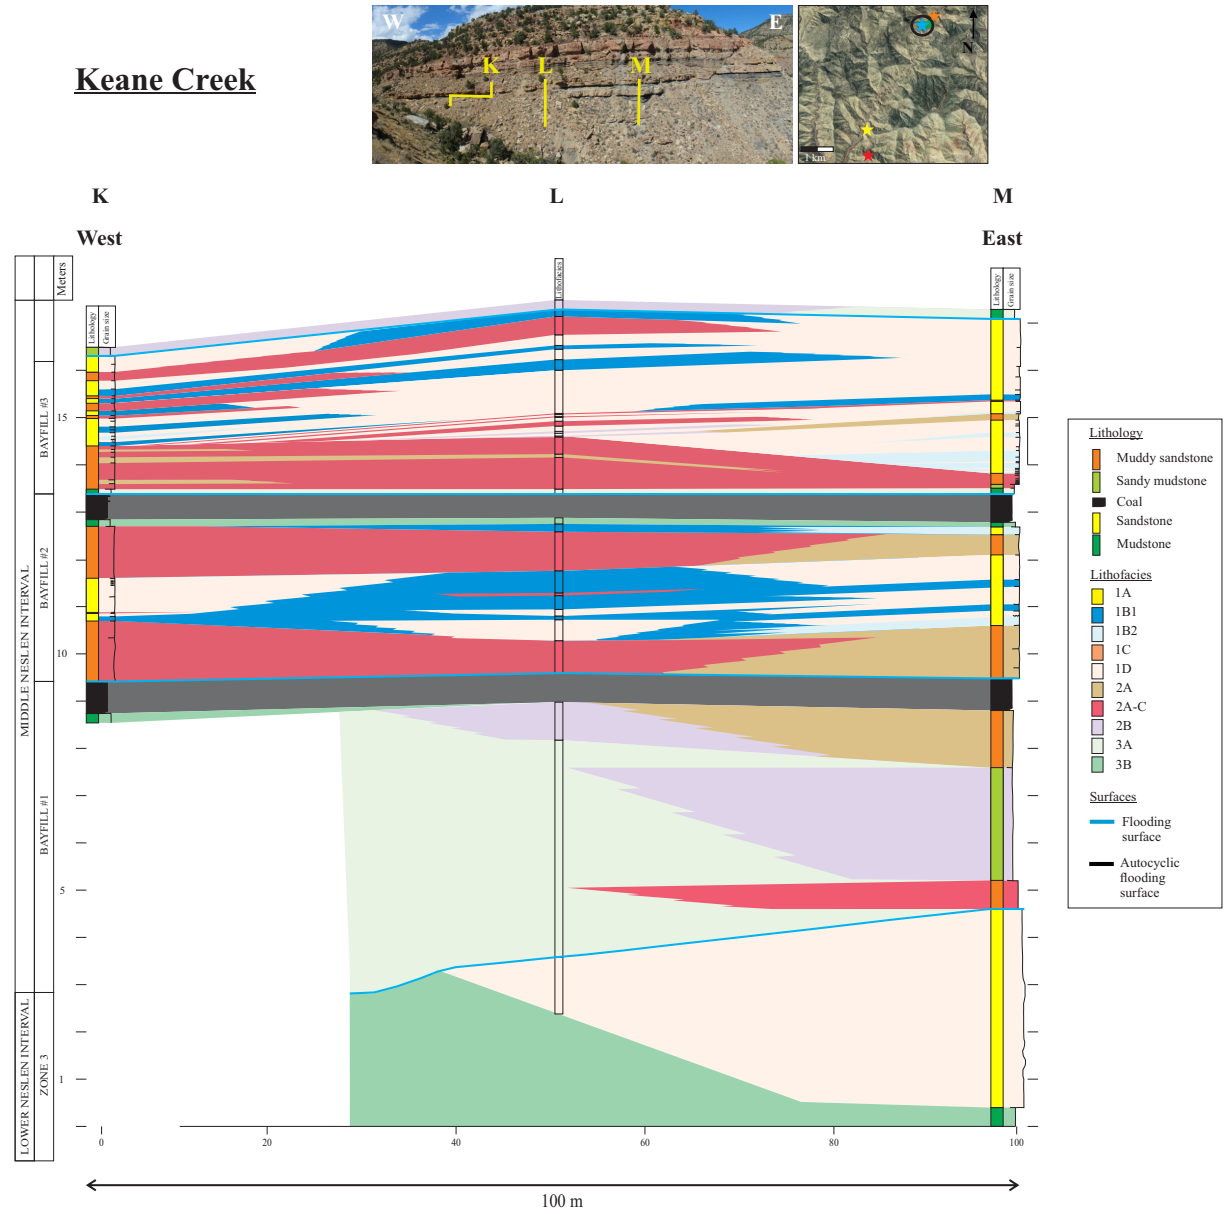 Keane Creek
W
E
K
L
M
N
1 km
K
L
M
West
East
Meters
Lithology
Grain size
Lithofacies
Lithology
Grain size
MIDDLE NESLEN INTERVAL
LOWER NESLEN INTERVAL
BAYFILL #3
BAYFILL #2
BAYFILL #1
ZONE 3
15
10
5
1
0
20
40
60
80
100
100 m
Lithology
Muddy sandstone
Sandy mudstone
Coal
Sandstone
Mudstone
Lithofacies
1A
1B1
1B2
1C
1D
2A
2A-C
2B
3A
3B
Surfaces
Flooding
surface
Autocyclic
flooding
surface